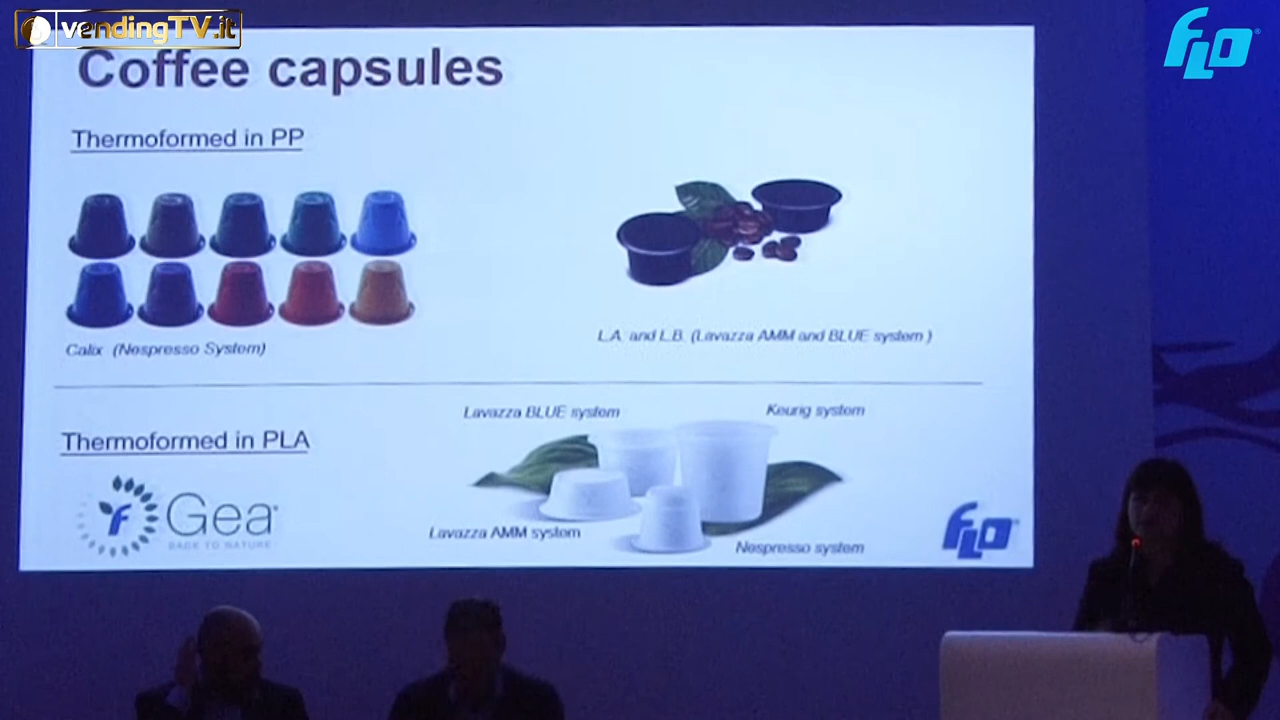 vendingTV.it
FLO
Coffee capsules
Thermoformed in PP
Calix (Nespresso System)
L.A. and L.B. (Lavazza AMM and BLUE system )
Lavazza BLUE system
Keurig system
Thermoformed in PLA
Gea
BACK TO NATURE
Lavazza AMM system
Nespresso system
FLO